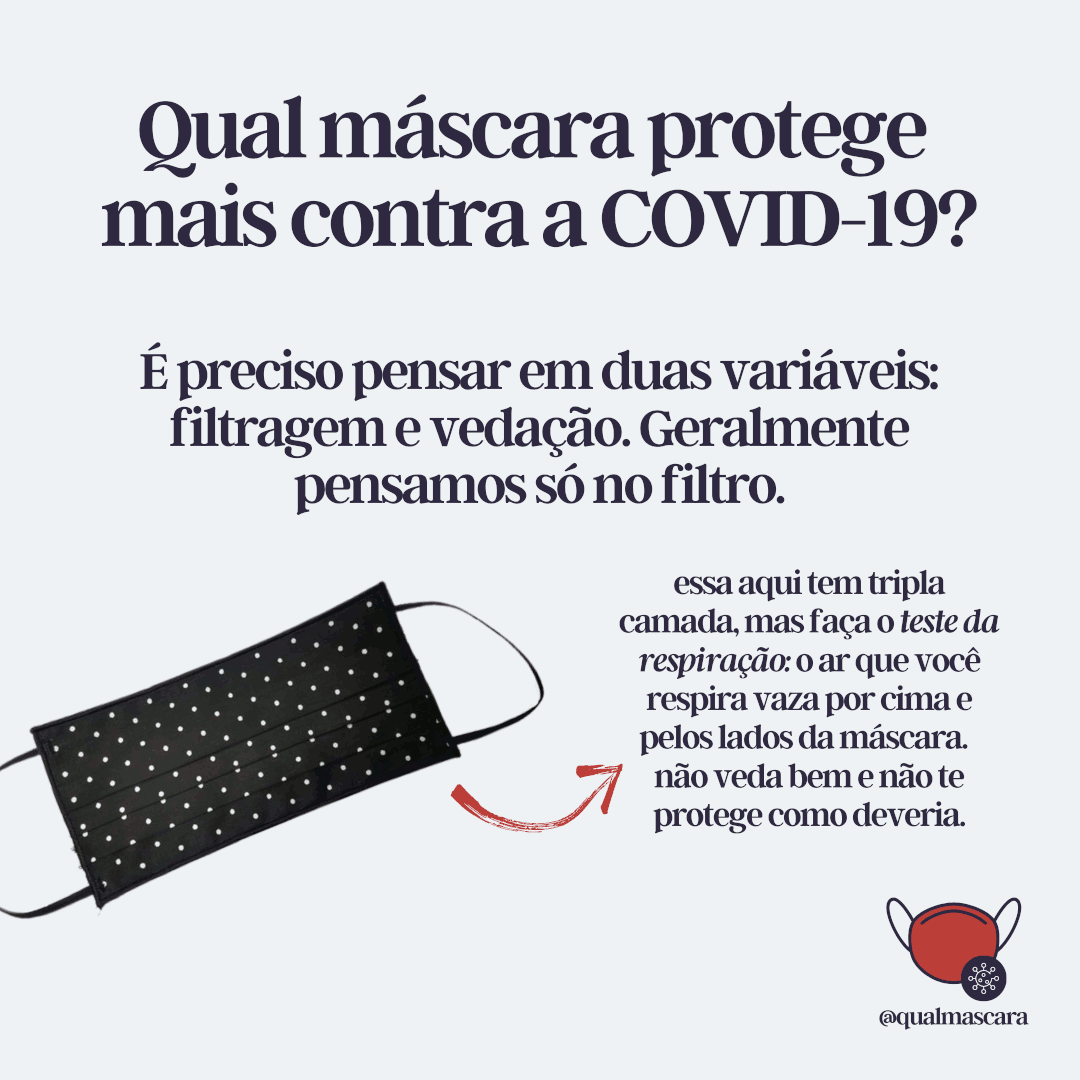 Qual máscara protege
mais contra a COVID-19?
É preciso pensar em duas variáveis:
filtragem e vedação. Geralmente
pensamos só no filtro.
essa aqui tem tripla
camada, mas faça o teste da
respiração: o ar que você
respira vaza por cima e
pelos lados da máscara.
não veda bem e não te
protege como deveria.
@qualmascara